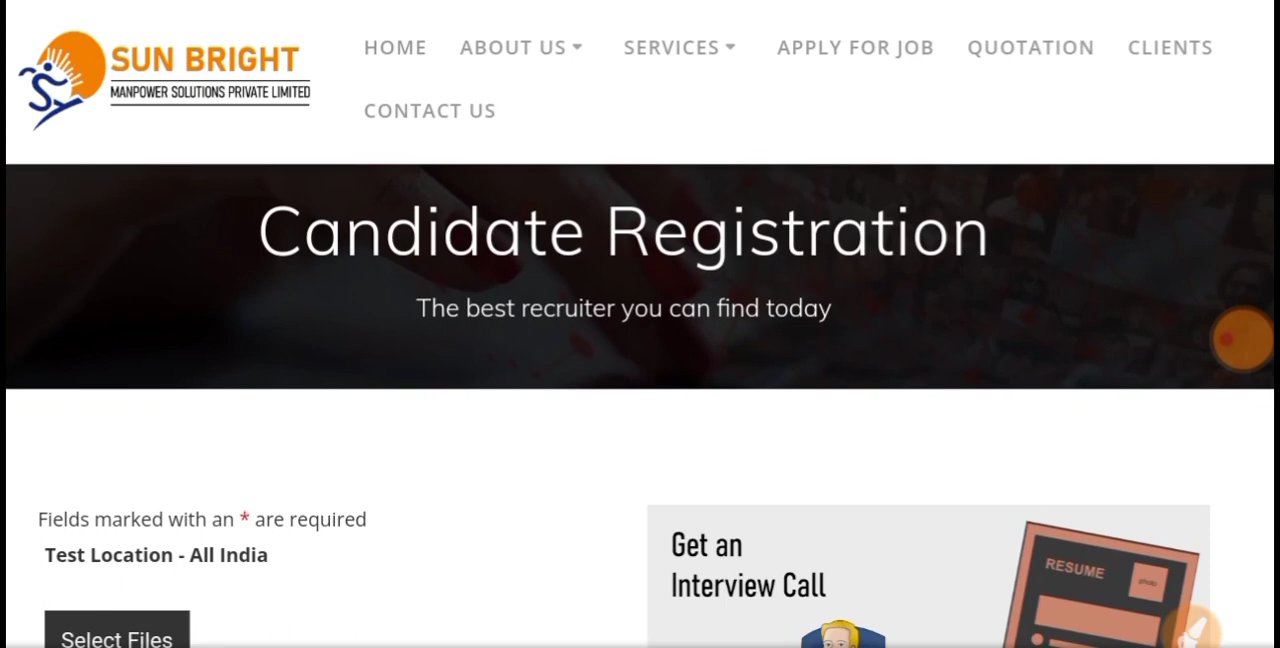 SUN BRIGHT
MANPOWER SOLUTIONS PRIVATE LIMITED
HOME ABOUT US SERVICES APPLY FOR JOB QUOTATION CLIENTS
CONTACT US
Candidate Registration
The best recruiter you can find today
Fields marked with an * are required
Test Location - All India
Select Files
Get an
Interview Call
RESUME
photo